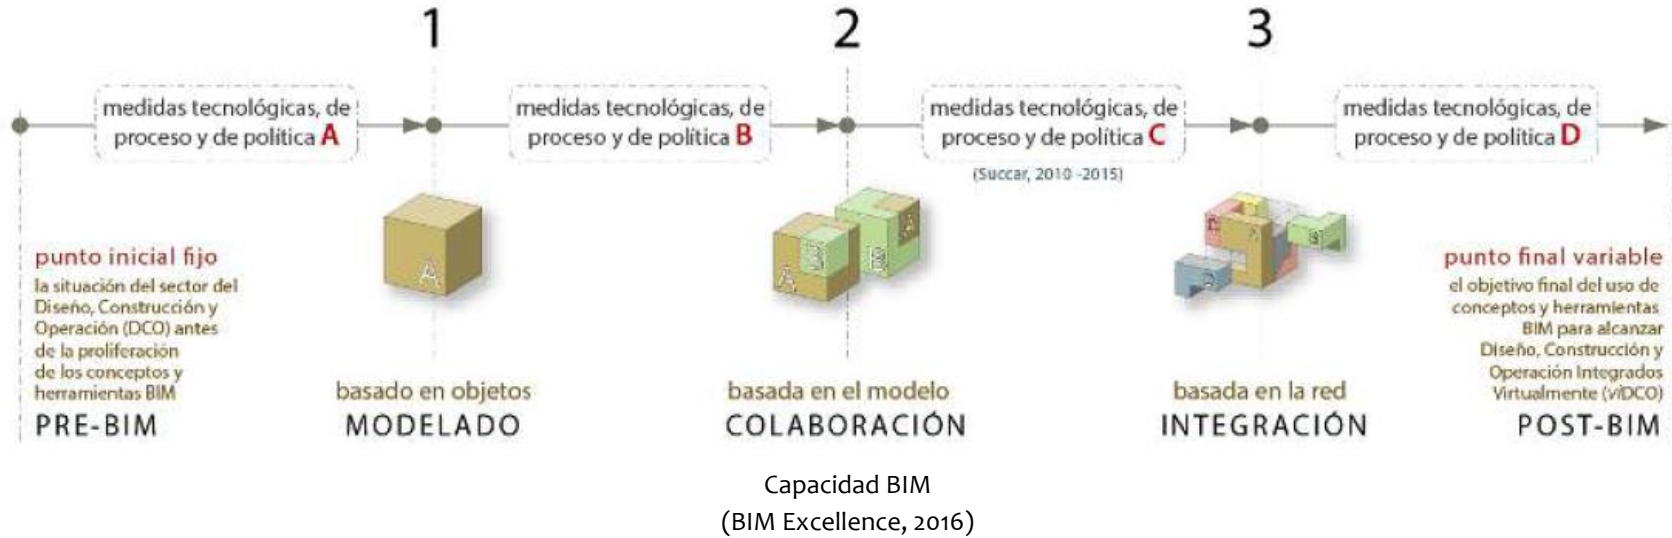 1
2
3
medidas tecnológicas, de
proceso y de política A
medidas tecnológicas, de
proceso y de política B
medidas tecnológicas, de
proceso y de política C
medidas tecnológicas, de
proceso y de política D
(Succar, 2010 -2015)
punto inicial fijo
la situación del sector del
Diseño, Construcción y
Operación (DCO) antes
de la proliferación
de los conceptos y
herramientas BIM
PRE-BIM
A
basado en objetos
MODELADO
A
B
B
A
basada en el modelo
COLABORACIÓN
basada en la red
INTEGRACIÓN
punto final variable
el objetivo final del uso de
conceptos y herramientas
BIM para alcanzar
Diseño, Construcción y
Operación Integrados
Virtualmente (viDCO)
POST-BIM
Capacidad BIM
(BIM Excellence, 2016)